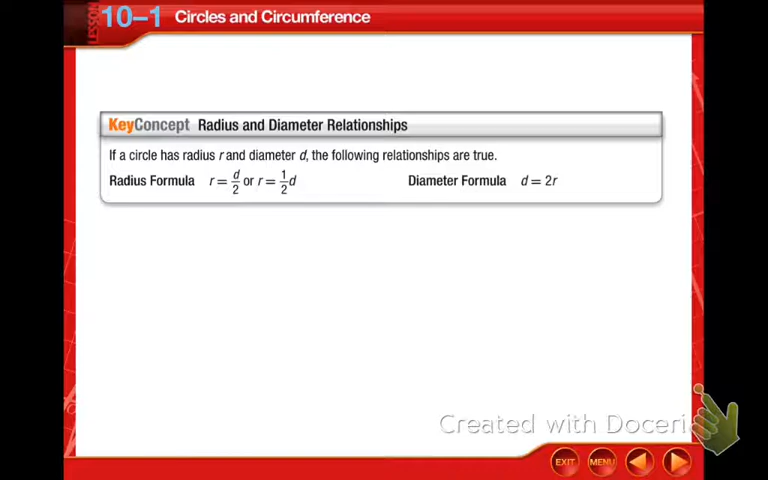 LESSON 10–1 Circles and Circumference
KeyConcept Radius and Diameter Relationships
If a circle has radius r and diameter d, the following relationships are true.
Radius Formula r = d/2 or r = 1/2 d Diameter Formula d = 2r
Created with Doceri
EXIT MENU